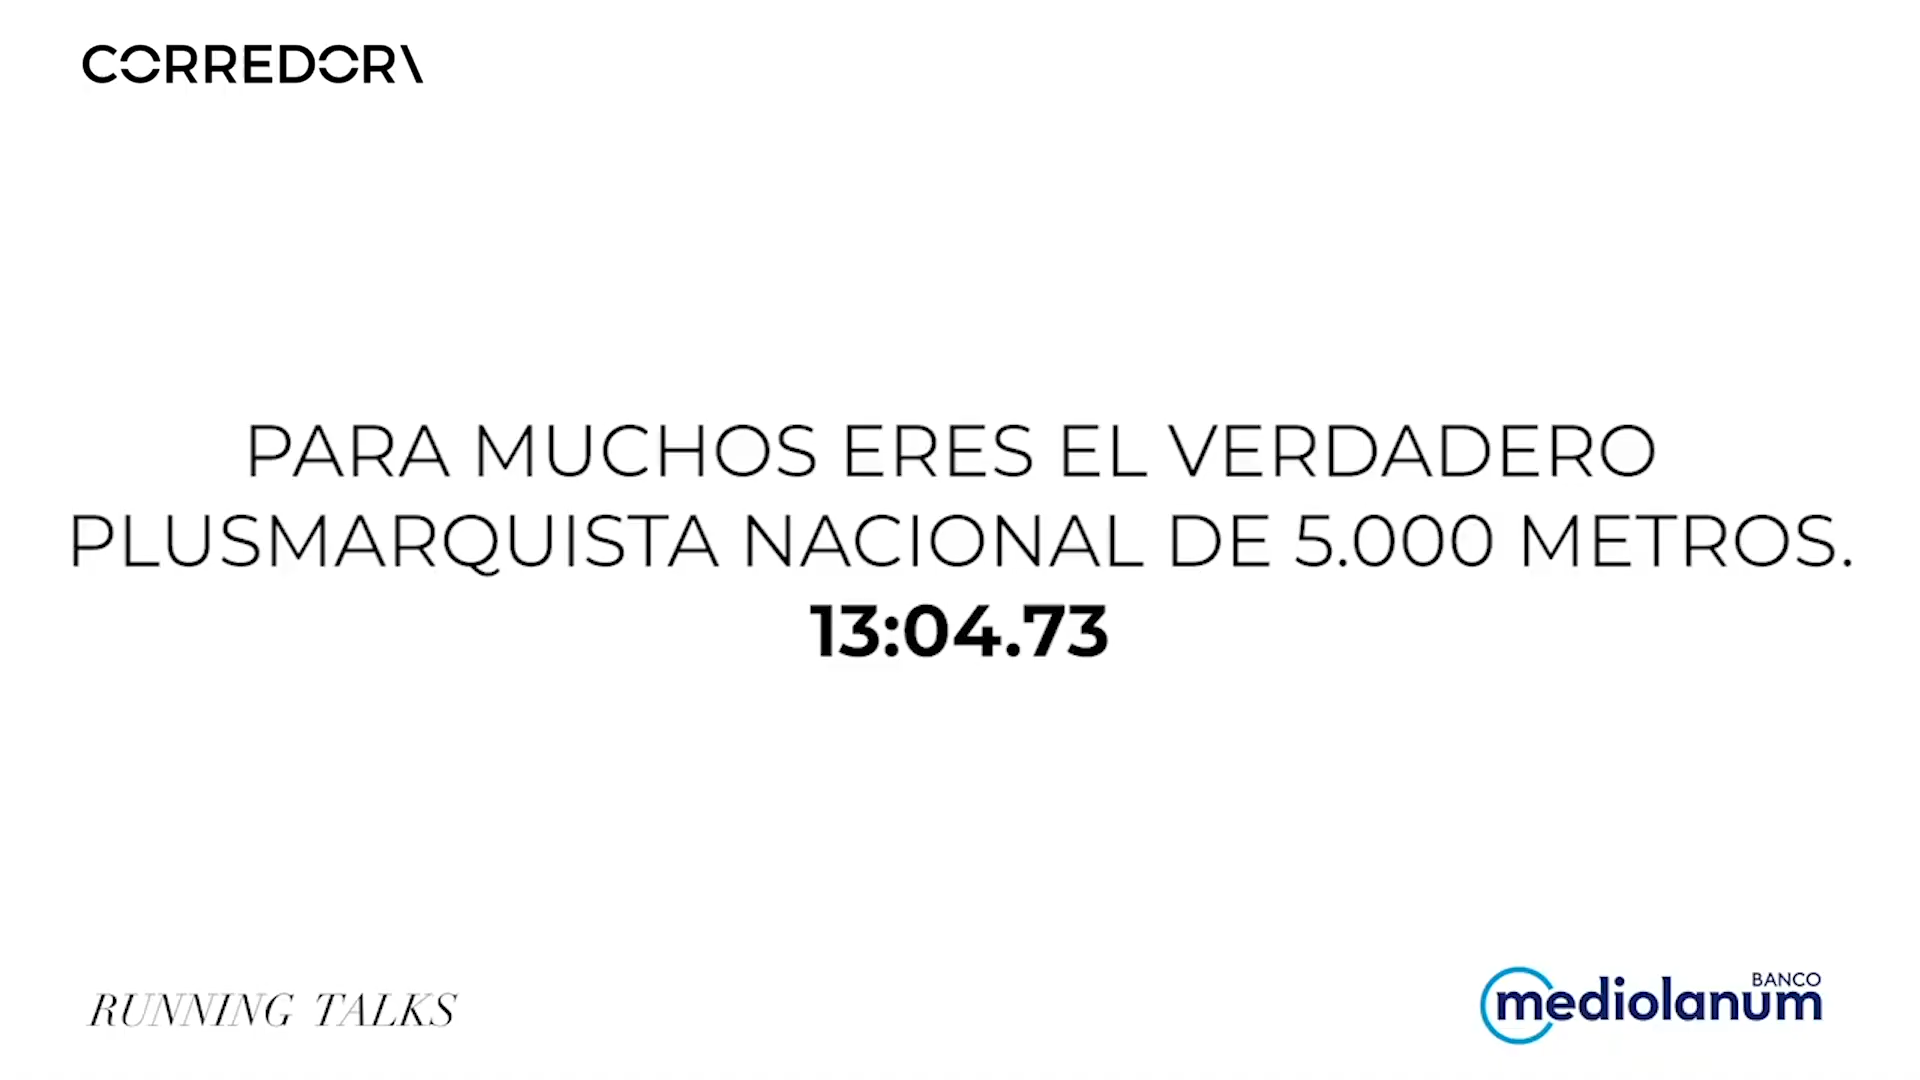 CORREDOR\
PARA MUCHOS ERES EL VERDADERO
PLUSMARQUISTA NACIONAL DE 5.000 METROS.
13:04.73
RUNNING TALKS
BANCO
mediolanum